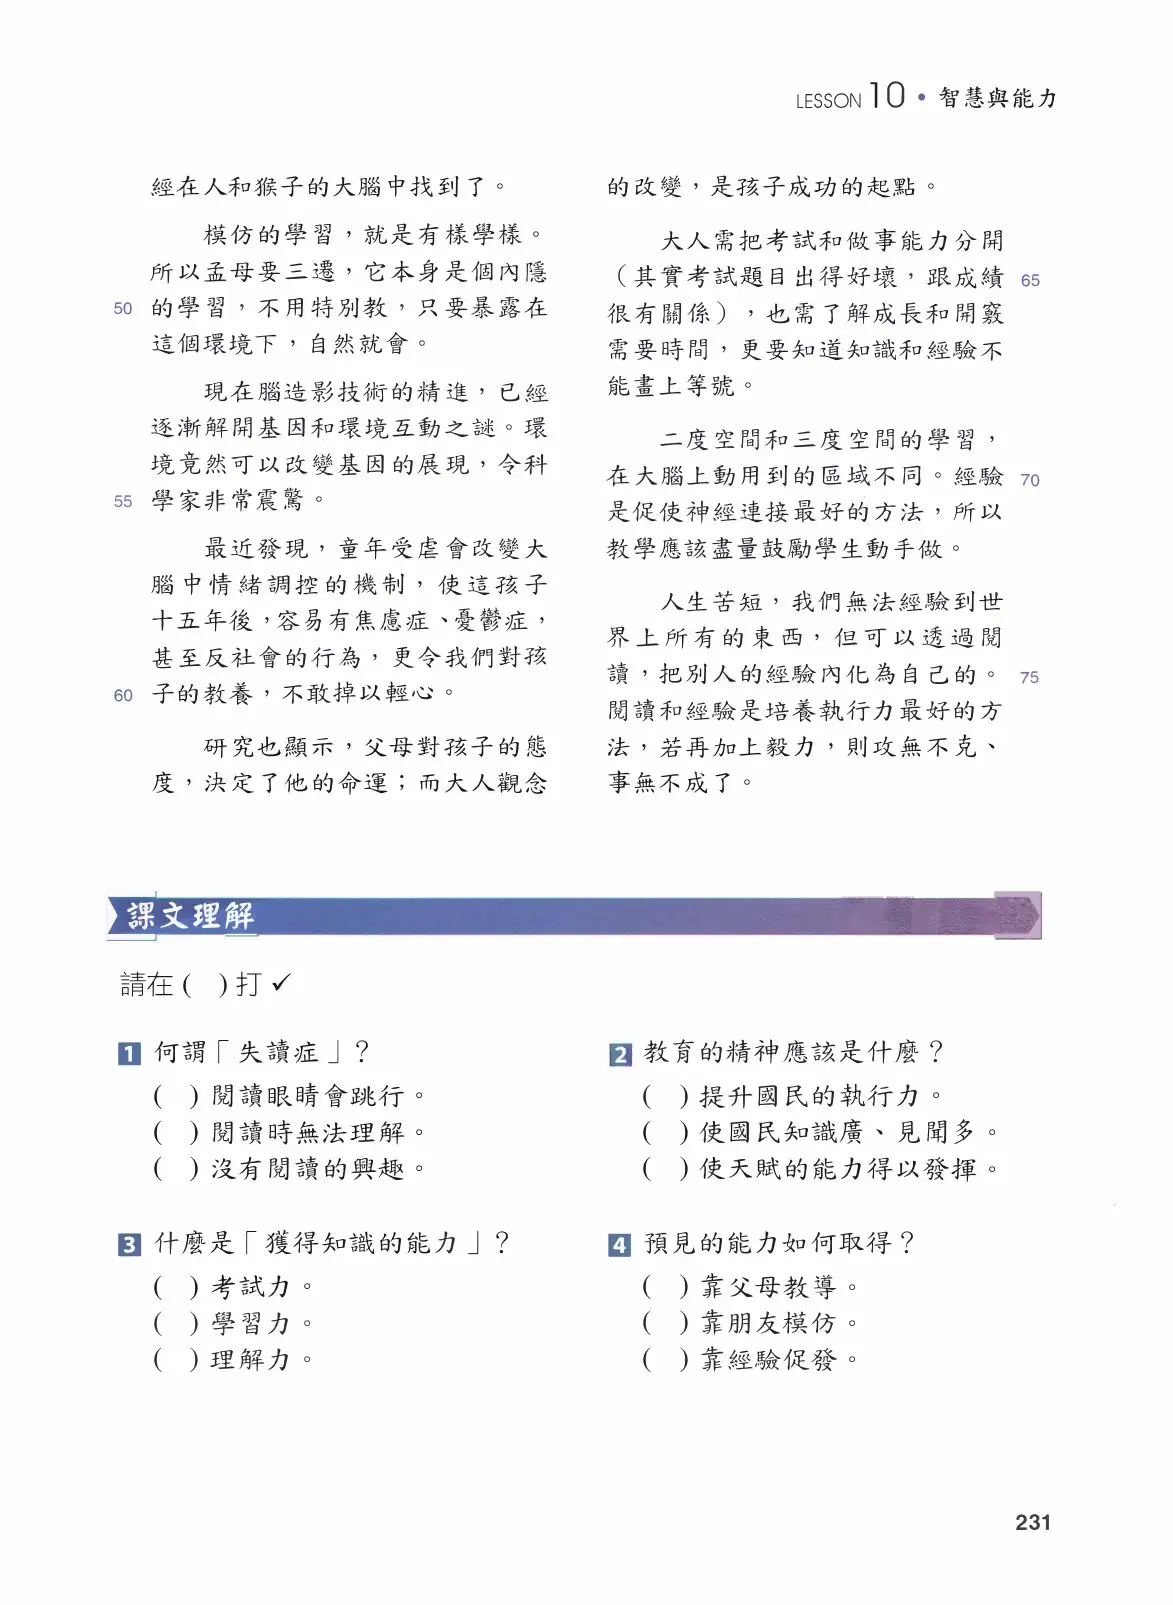 LESSON 10 • 智慧與能力
經在人和猴子的大腦中找到了。
模仿的學習，就是有樣學樣。
所以孟母要三遷，它本身是個內隱
50 的學習，不用特別教，只要暴露在
這個環境下，自然就會。
現在腦造影技術的精進，已經
逐漸解開基因和環境互動之謎。環
境竟然可以改變基因的展現，令科
55 學家非常震驚。
最近發現，童年受虐會改變大
腦中情緒調控的機制，使這孩子
十五年後，容易有焦慮症、憂鬱症，
甚至反社會的行為，更令我們對孩
60 子的教養，不敢掉以輕心。
研究也顯示，父母對孩子的態
度，決定了他的命運；而大人觀念
的改變，是孩子成功的起點。
大人需把考試和做事能力分開
（其實考試題目出得好壞，跟成績 65
很有關係），也需了解成長和開竅
需要時間，更要知道知識和經驗不
能畫上等號。
二度空間和三度空間的學習，
在大腦上動用到的區域不同。經驗 70
是促使神經連接最好的方法，所以
教學應該盡量鼓勵學生動手做。
人生苦短，我們無法經驗到世
界上所有的東西，但可以透過閱
讀，把別人的經驗內化為自己的。 75
閱讀和經驗是培養執行力最好的方
法，若再加上毅力，則攻無不克、
事無不成了。
課文理解
請在（ ）打✓
1 何謂「失讀症」？
（ ）閱讀眼睛會跳行。
（ ）閱讀時無法理解。
（ ）沒有閱讀的興趣。
2 教育的精神應該是什麼？
（ ）提升國民的執行力。
（ ）使國民知識廣、見聞多。
（ ）使天賦的能力得以發揮。
3 什麼是「獲得知識的能力」？
（ ）考試力。
（ ）學習力。
（ ）理解力。
4 預見的能力如何取得？
（ ）靠父母教導。
（ ）靠朋友模仿。
（ ）靠經驗促發。
231